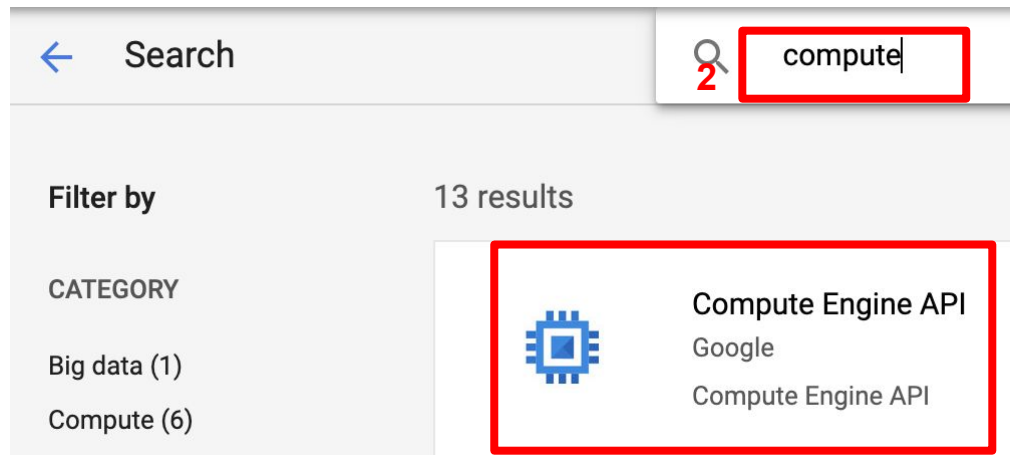 Search
compute
2
Filter by
13 results
CATEGORY
Compute Engine API
Google
Big data (1)
Compute Engine API
Compute (6)